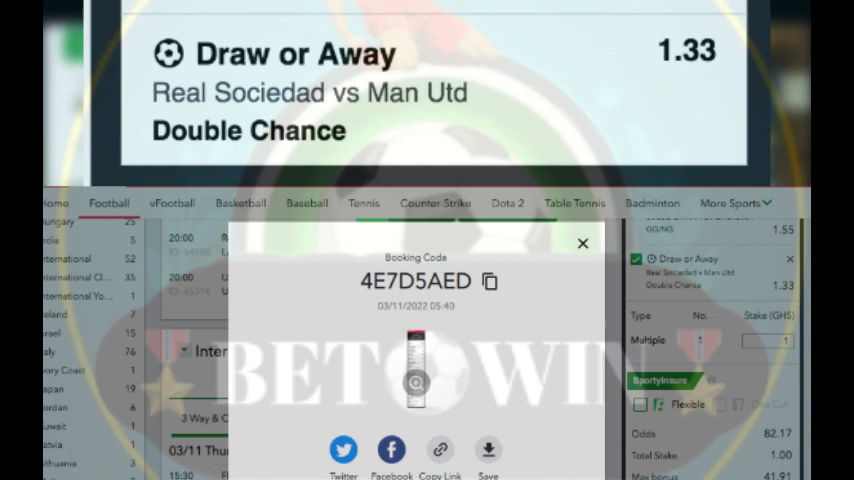 Draw or Away 1.33
Real Sociedad vs Man Utd
Double Chance
Home Football vFootball Basketball Baseball Tennis Counter-Strike Dota 2 Table Tennis Badminton More Sports
Hungary 25
India 5
International 52
International Cl... 35
International Yo... 1
Ireland 7
Israel 15
Italy 76
Ivory Coast 1
Japan 19
Jordan 6
Kuwait 1
Latvia 1
Lithuania 3
20:00
20:00
Inter
3 Way & O
03/11 Thu
15:30
Booking Code
4E7D5AED
03/11/2022 05:40
Twitter Facebook Copy Link Save
GG/NG 1.55
Draw or Away
Real Sociedad v Man Utd
Double Chance 1.33
Type No. Stake (GHS)
Multiple 1 1
SportyInsure
Flexible One Cut
Odds 82.17
Total Stake 1.00
Max bonus 41.91
BETOWIN